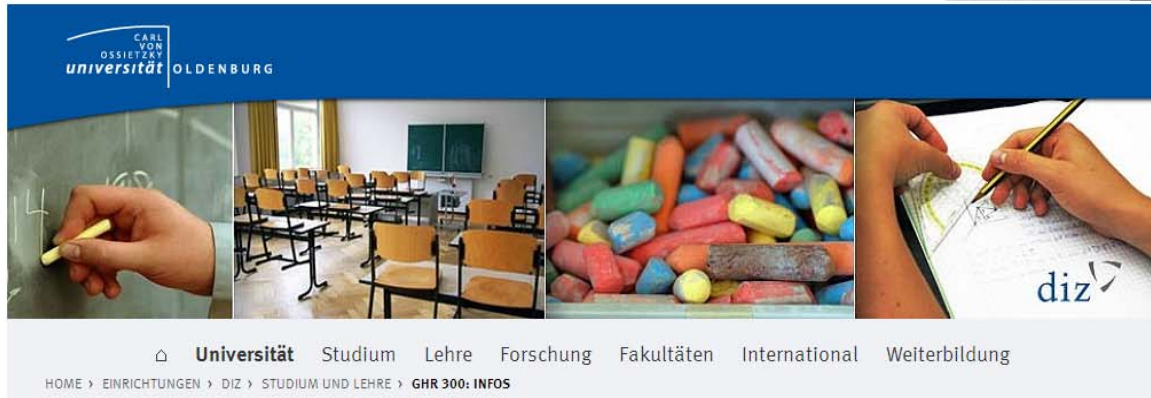 CARL
VON
OSSIETZKY
universität OLDENBURG
14
diz
Universität Studium Lehre Forschung Fakultäten International Weiterbildung
HOME › EINRICHTUNGEN › DIZ › STUDIUM UND LEHRE › GHR 300: INFOS